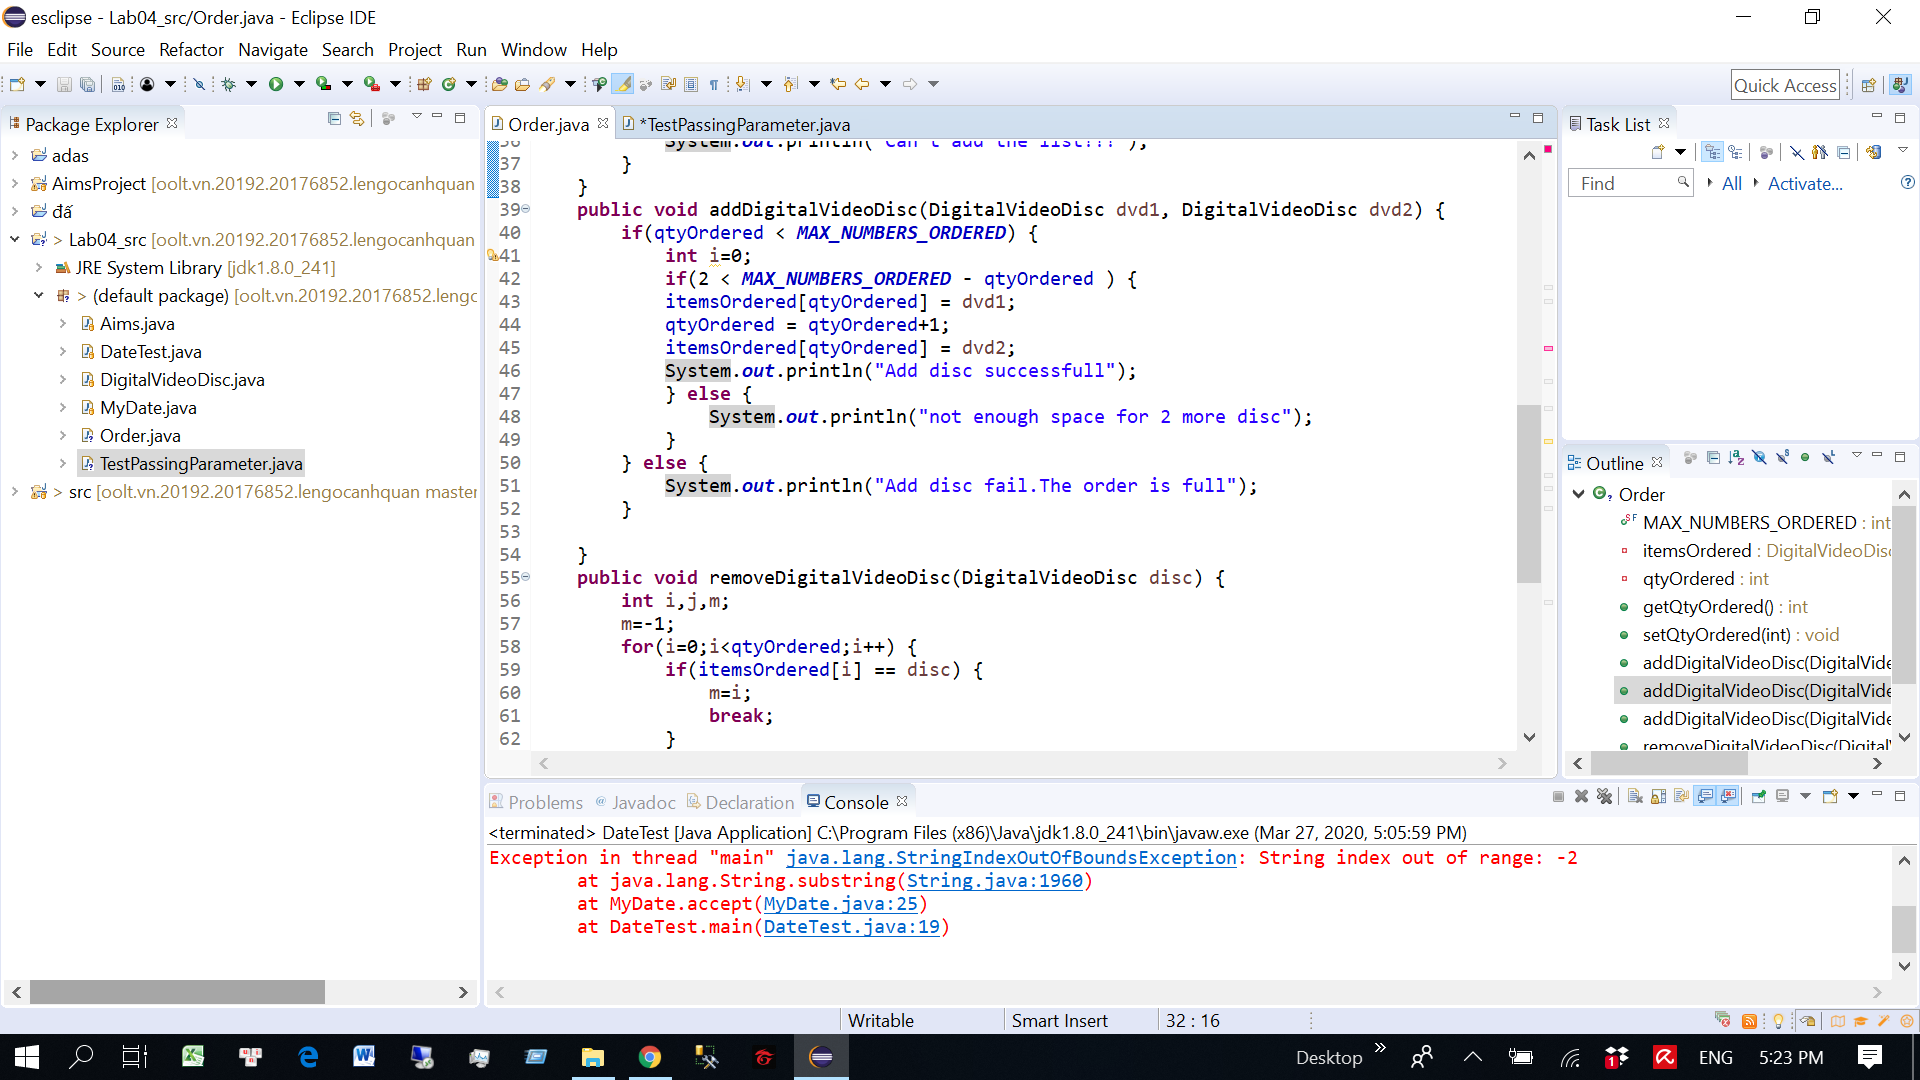 esclipse - Lab04_src/Order.java - Eclipse IDE
File Edit Source Refactor Navigate Search Project Run Window Help
Quick Access
Package Explorer
adas
AimsProject [oolt.vn.20192.20176852.lengocanhquan
đấ
> Lab04_src [oolt.vn.20192.20176852.lengocanhquan
JRE System Library [jdk1.8.0_241]
> (default package) [oolt.vn.20192.20176852.lengc
Aims.java
DateTest.java
DigitalVideoDisc.java
MyDate.java
Order.java
TestPassingParameter.java
> src [oolt.vn.20192.20176852.lengocanhquan master
Order.java *TestPassingParameter.java
36 System.out.println("Can't add the list!!!");
37 }
38 }
39 public void addDigitalVideoDisc(DigitalVideoDisc dvd1, DigitalVideoDisc dvd2) {
40 if(qtyOrdered < MAX_NUMBERS_ORDERED) {
41 int i=0;
42 if(2 < MAX_NUMBERS_ORDERED - qtyOrdered ) {
43 itemsOrdered[qtyOrdered] = dvd1;
44 qtyOrdered = qtyOrdered+1;
45 itemsOrdered[qtyOrdered] = dvd2;
46 System.out.println("Add disc successfull");
47 } else {
48 System.out.println("not enough space for 2 more disc");
49 }
50 } else {
51 System.out.println("Add disc fail.The order is full");
52 }
53
54 }
55 public void removeDigitalVideoDisc(DigitalVideoDisc disc) {
56 int i,j,m;
57 m=-1;
58 for(i=0;i<qtyOrdered;i++) {
59 if(itemsOrdered[i] == disc) {
60 m=i;
61 break;
62 }
Task List
Find All Activate...
Outline
Order
MAX_NUMBERS_ORDERED : int
itemsOrdered : DigitalVideoDisc
qtyOrdered : int
getQtyOrdered() : int
setQtyOrdered(int) : void
addDigitalVideoDisc(DigitalVide
addDigitalVideoDisc(DigitalVide
addDigitalVideoDisc(DigitalVide
removeDigitalVideoDisc(Digital
Problems @ Javadoc Declaration Console
<terminated> DateTest [Java Application] C:\Program Files (x86)\Java\jdk1.8.0_241\bin\javaw.exe (Mar 27, 2020, 5:05:59 PM)
Exception in thread "main" java.lang.StringIndexOutOfBoundsException: String index out of range: -2
at java.lang.String.substring(String.java:1960)
at MyDate.accept(MyDate.java:25)
at DateTest.main(DateTest.java:19)
Writable Smart Insert 32 : 16
Desktop ENG 5:23 PM